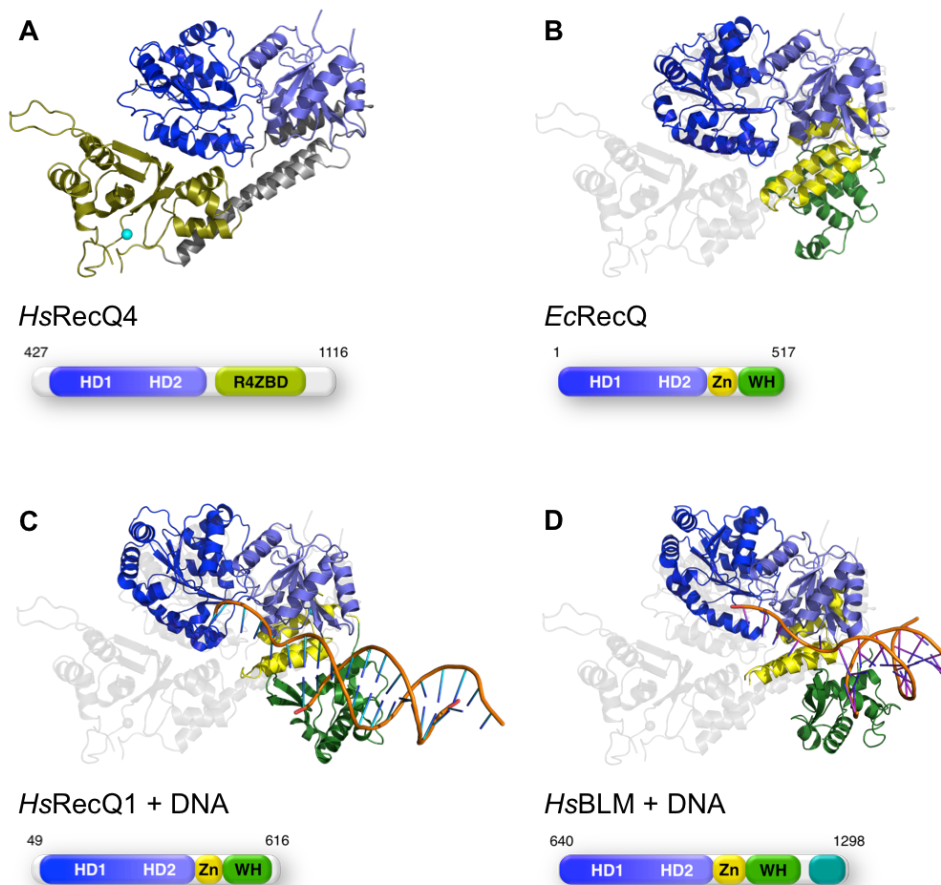 A
B
HsRecQ4
427 1116
HD1 HD2 R4ZBD
EcRecQ
1 517
HD1 HD2 Zn WH
C
D
HsRecQ1 + DNA
49 616
HD1 HD2 Zn WH
HsBLM + DNA
640 1298
HD1 HD2 Zn WH